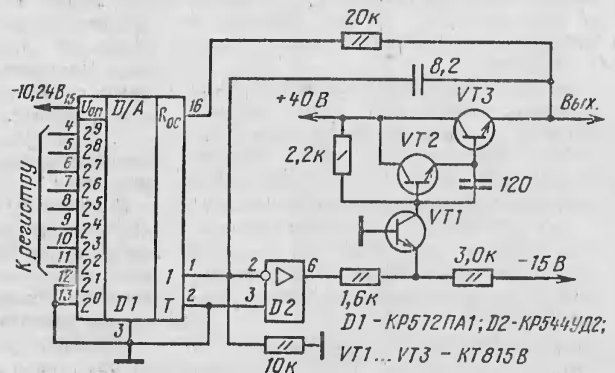 20к
8,2
-10,24В
15
Uоп
D/A
Rос
16
+40В
VT3
Вых.
К регистру
4
2⁹
5
2⁸
6
2⁷
7
2⁶
8
2⁵
9
2⁴
10
2³
11
2²
12
2¹
13
2⁰
D1
3
1
1
T
2
2,2к
VT2
120
VT1
2
3
D2
6
1,6к
3,0к
-15В
10к
D1 - КР572ПА1; D2 - КР544УД2;
VT1...VT3 - КТ815В